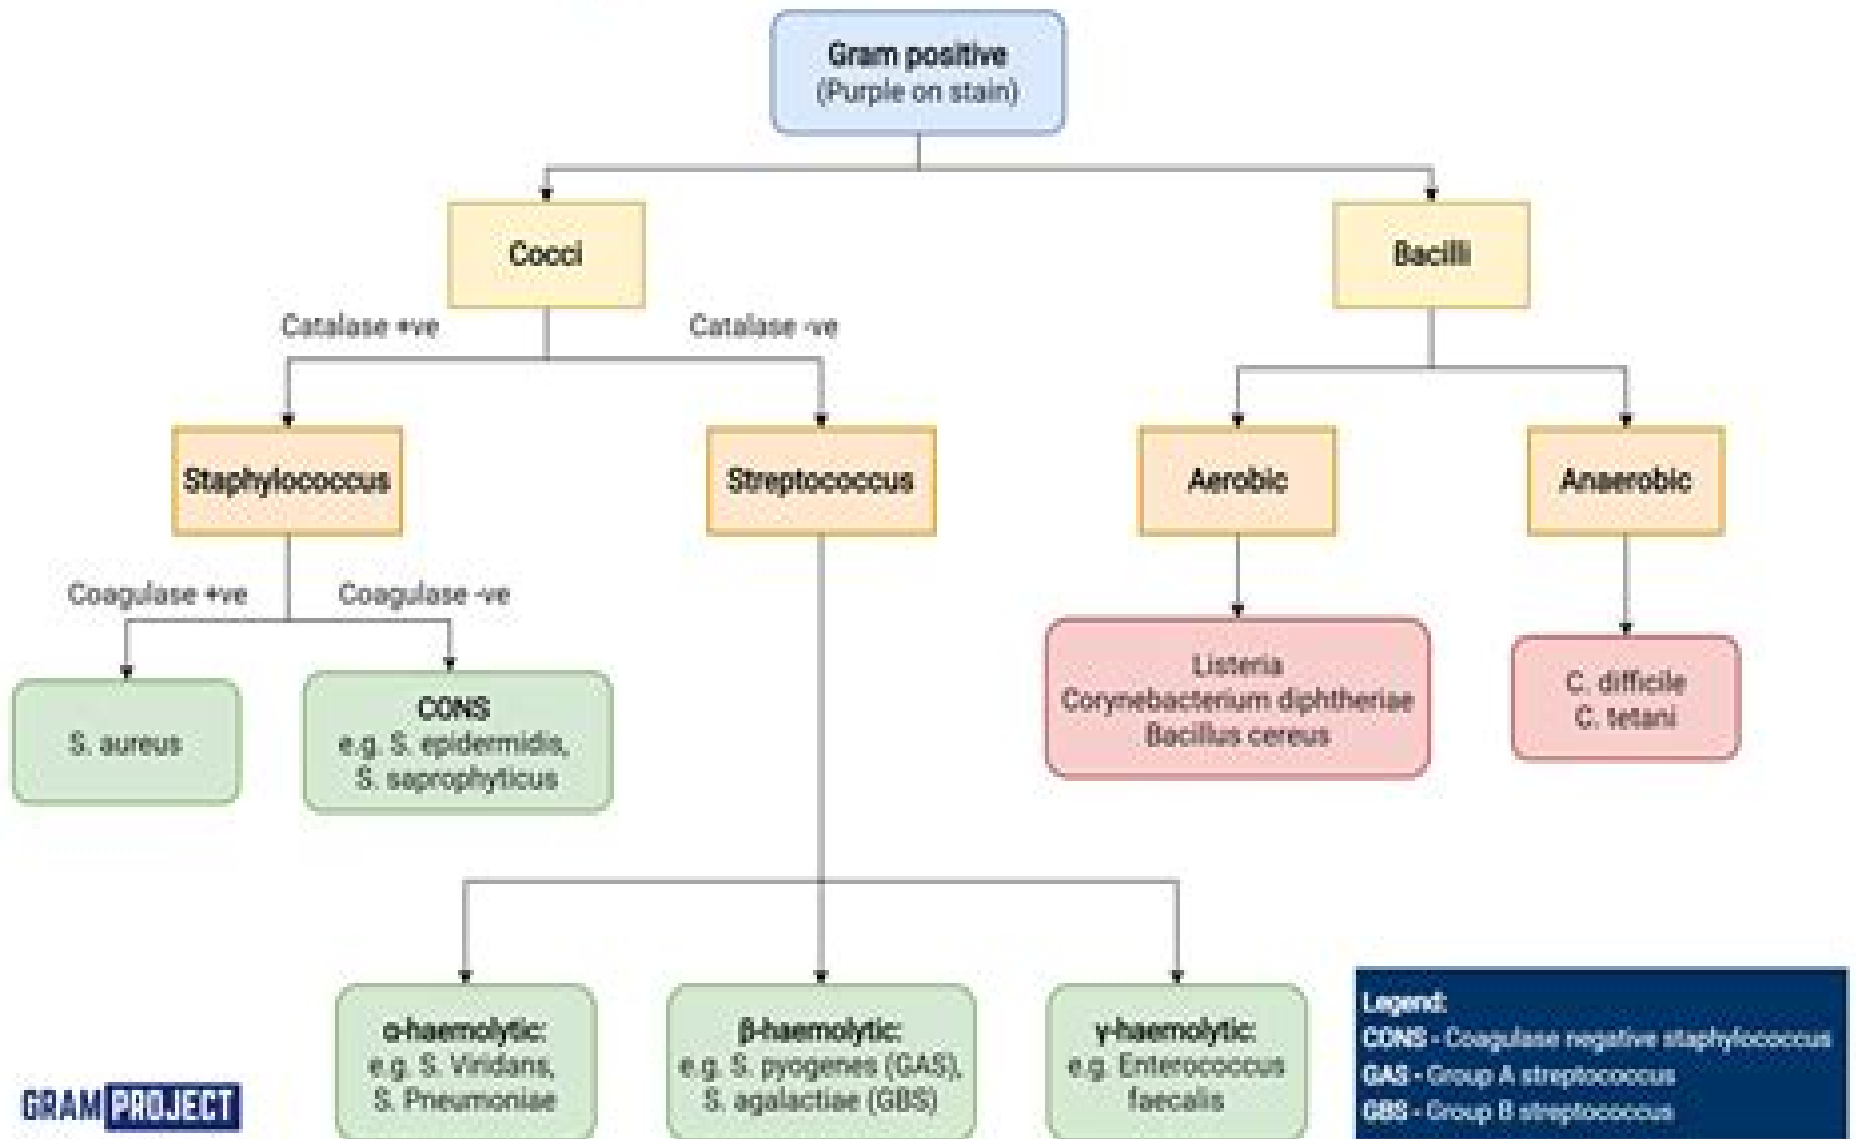 Gram positive
(Purple on stain)
Cocci
Bacilli
Catalase +ve
Catalase -ve
Staphylococcus
Streptococcus
Aerobic
Anaerobic
Coagulase +ve
Coagulase -ve
S. aureus
CONS
e.g. S. epidermidis,
S. saprophyticus
Listeria
Corynebacterium diphtheriae
Bacillus cereus
C. difficile
C. tetani
α-haemolytic:
e.g. S. Viridans,
S. Pneumoniae
β-haemolytic:
e.g. S. pyogenes (GAS),
S. agalactiae (GBS)
γ-haemolytic:
e.g. Enterococcus
faecalis
Legend:
CONS - Coagulase negative staphylococcus
GAS - Group A streptococcus
GBS - Group B streptococcus
GRAM PROJECT